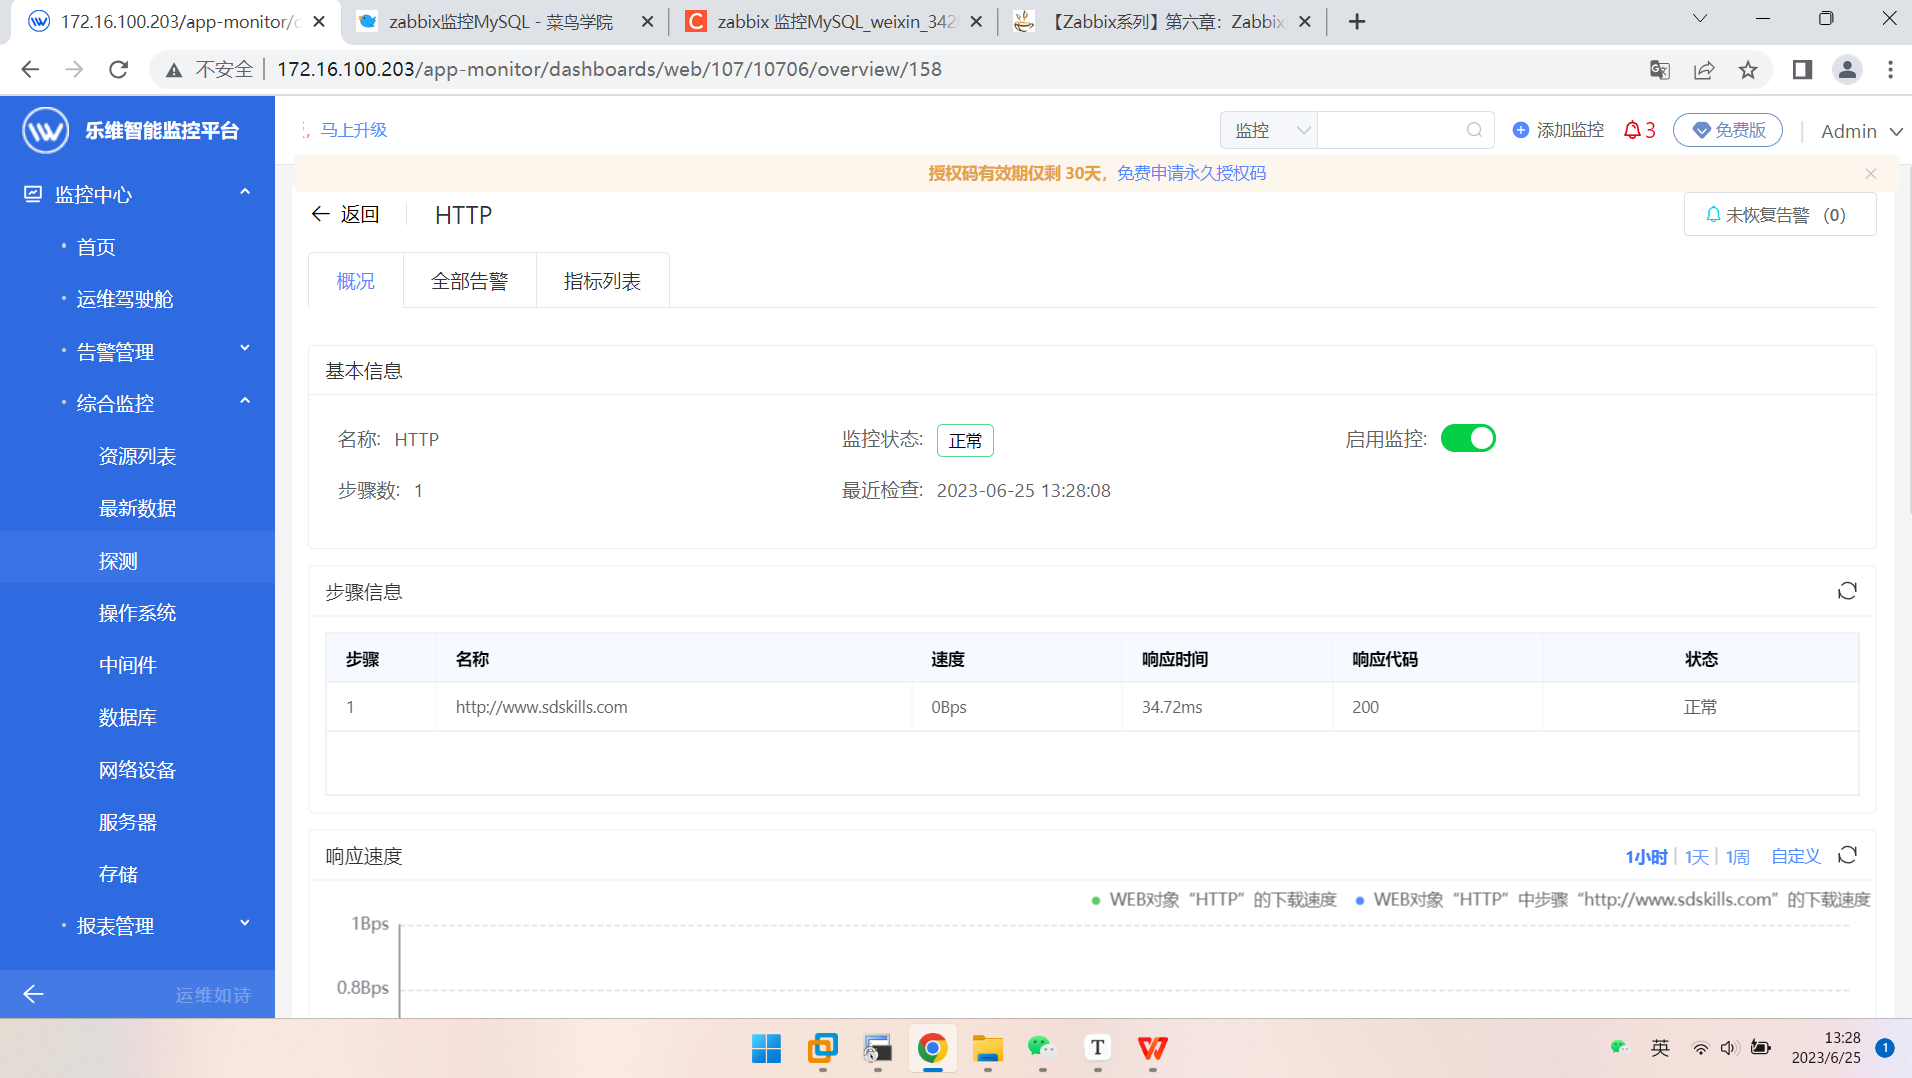 172.16.100.203/app-monitor/d
zabbix监控MySQL - 菜鸟学院
zabbix 监控MySQL_weixin_342
【Zabbix系列】第六章：Zabbix
不安全
172.16.100.203/app-monitor/dashboards/web/107/10706/overview/158
乐维智能监控平台
，马上升级
监控
添加监控
3
免费版
Admin
授权码有效期仅剩 30天，免费申请永久授权码
监控中心
首页
运维驾驶舱
告警管理
综合监控
资源列表
最新数据
探测
操作系统
中间件
数据库
网络设备
服务器
存储
报表管理
运维如诗
返回
HTTP
未恢复告警 （0）
概况
全部告警
指标列表
基本信息
名称: HTTP
监控状态: 正常
启用监控:
步骤数: 1
最近检查: 2023-06-25 13:28:08
步骤信息
步骤 名称 速度 响应时间 响应代码 状态
1 http://www.sdskills.com 0Bps 34.72ms 200 正常
响应速度
1小时 1天 1周 自定义
WEB对象“HTTP”的下载速度
WEB对象“HTTP”中步骤“http://www.sdskills.com”的下载速度
1Bps
0.8Bps
T
英
13:28
2023/6/25
1